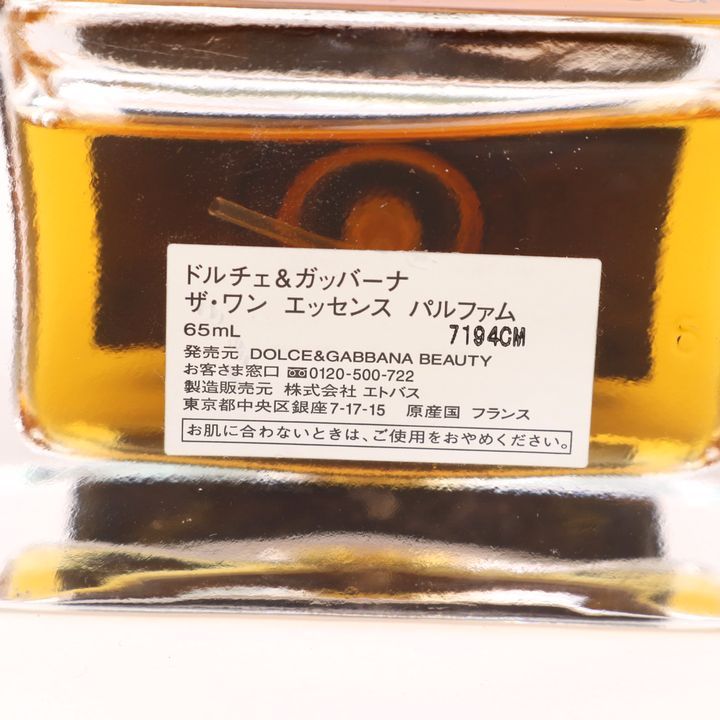 ドルチェ&ガッバーナ
ザ・ワン エッセンス パルファム
65mL 7194CM
発売元 DOLCE&GABBANA BEAUTY
お客さま窓口 ☎0120-500-722
製造販売元 株式会社 エトバス
東京都中央区銀座7-17-15 原産国 フランス
お肌に合わないときは、ご使用をおやめください。